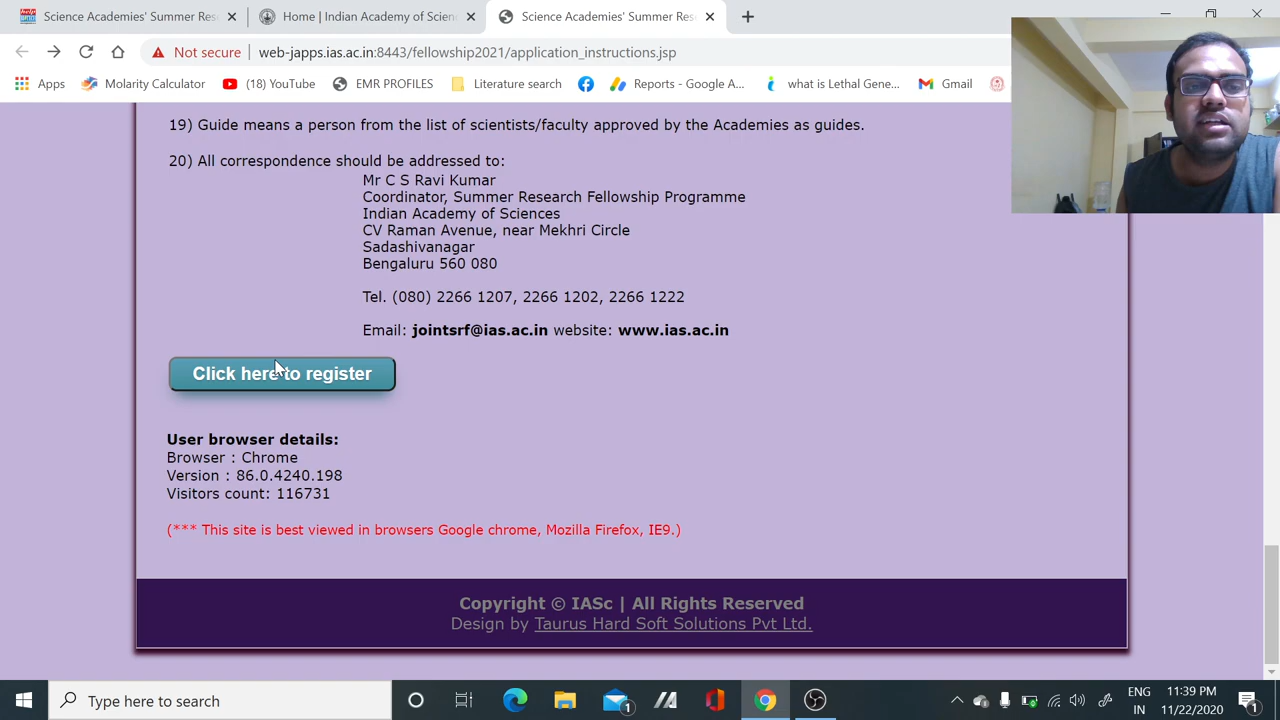 Science Academies' Summer Res
Home | Indian Academy of Scien
Science Academies' Summer Res
Not secure
web-japps.ias.ac.in:8443/fellowship2021/application_instructions.jsp
Apps
Molarity Calculator
(18) YouTube
EMR PROFILES
Literature search
Reports - Google A...
what is Lethal Gene...
Gmail
19) Guide means a person from the list of scientists/faculty approved by the Academies as guides.
20) All correspondence should be addressed to:
Mr C S Ravi Kumar
Coordinator, Summer Research Fellowship Programme
Indian Academy of Sciences
CV Raman Avenue, near Mekhri Circle
Sadashivanagar
Bengaluru 560 080
Tel. (080) 2266 1207, 2266 1202, 2266 1222
Email: jointsrf@ias.ac.in website: www.ias.ac.in
Click here to register
User browser details:
Browser : Chrome
Version : 86.0.4240.198
Visitors count: 116731
(*** This site is best viewed in browsers Google chrome, Mozilla Firefox, IE9.)
Copyright © IASc | All Rights Reserved
Design by Taurus Hard Soft Solutions Pvt Ltd.
Type here to search
1
ENG
IN
11:39 PM
11/22/2020
1